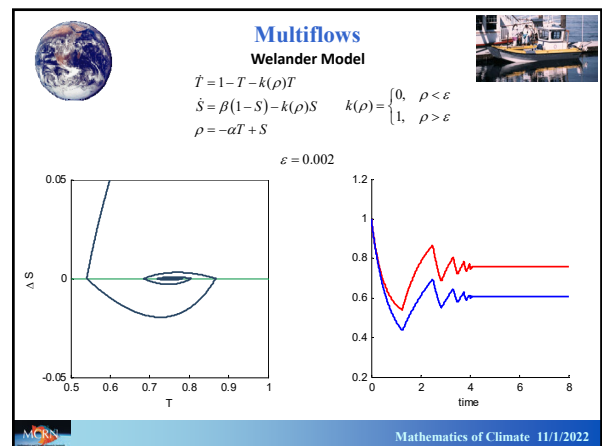 Multiflows
Welander Model
Ṫ = 1 − T − k(ρ)T
Ṡ = β(1 − S) − k(ρ)S
k(ρ) = {0, ρ < ε
1, ρ > ε
ρ = −αT + S
ε = 0.002
0.05
0
-0.05
Δ S
0.5 0.6 0.7 0.8 0.9 1
T
1.2
1
0.8
0.6
0.4
0.2
0 2 4 6 8
time
MCRN
Mathematics of Climate 11/1/2022